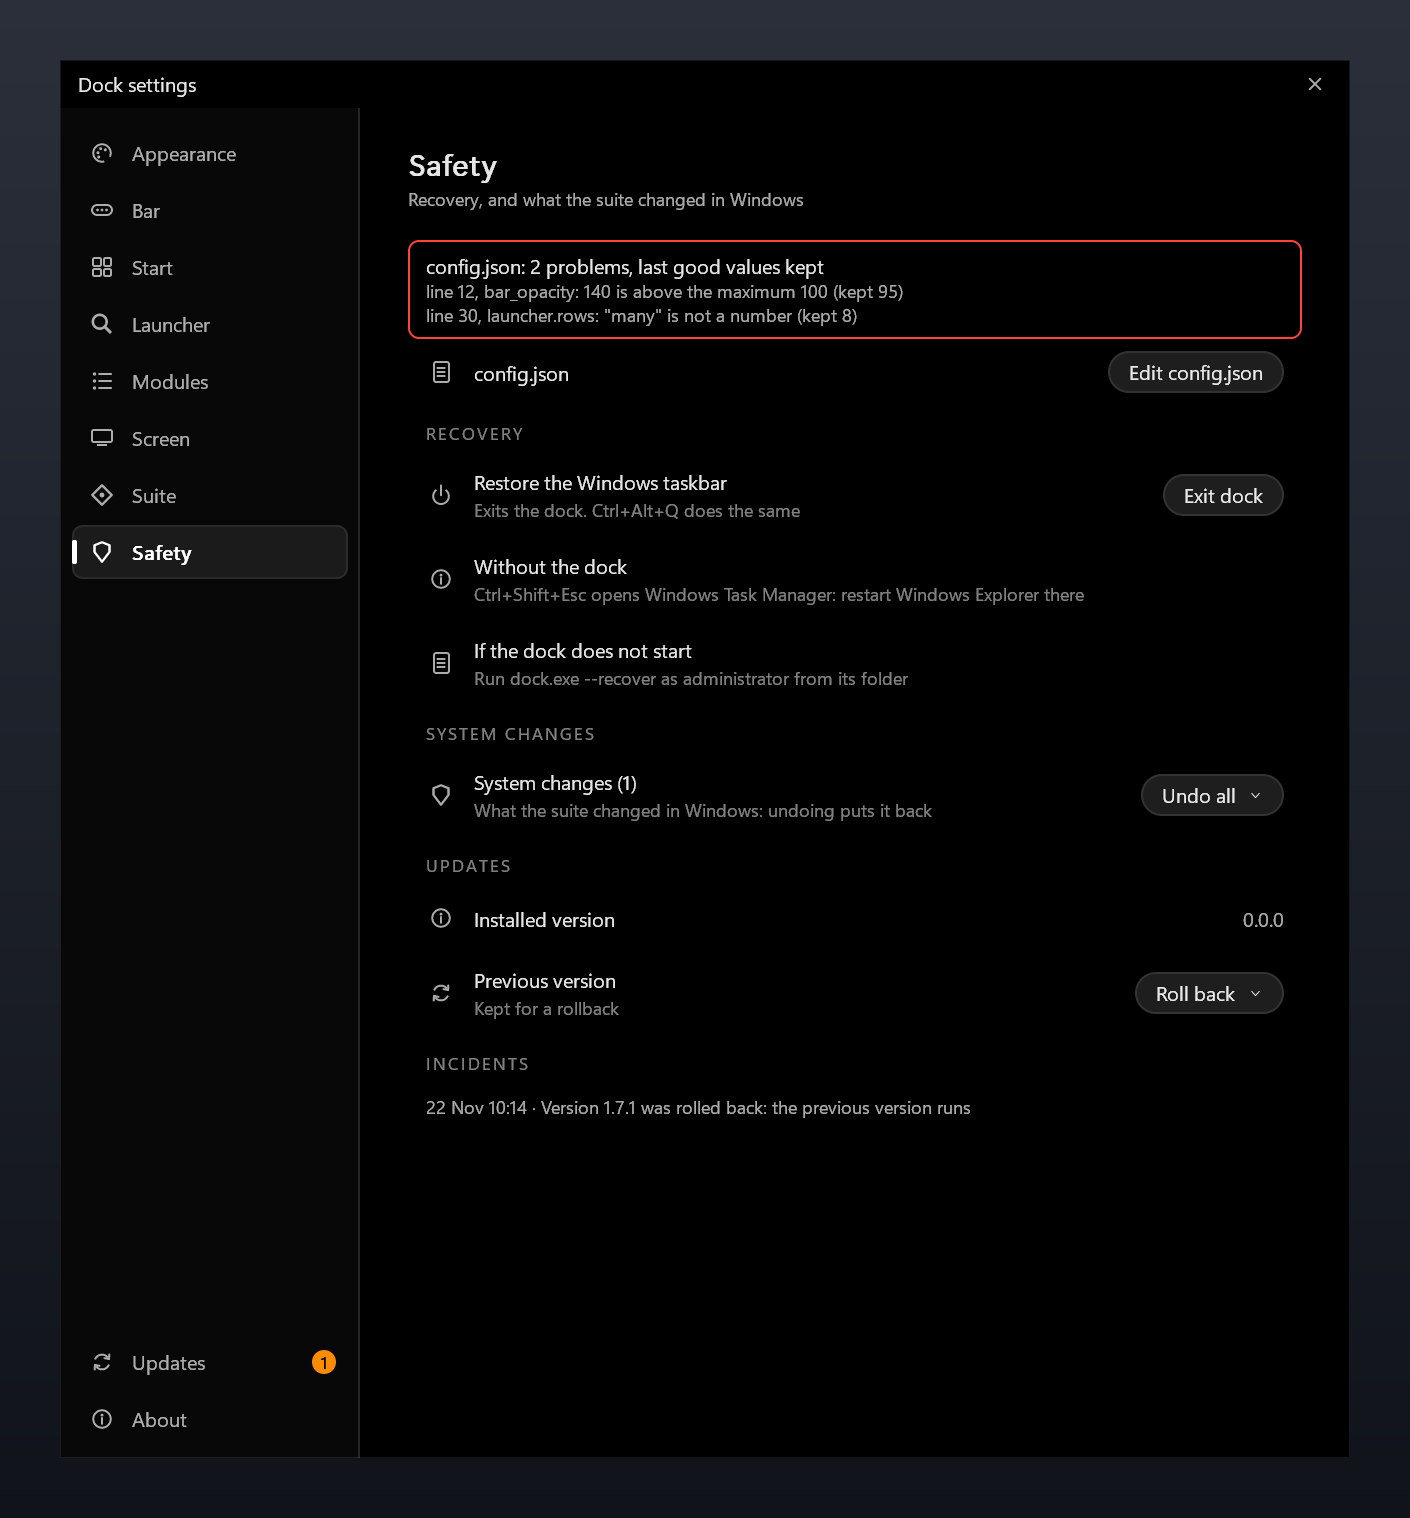 Dock settings
Appearance
Bar
Start
Launcher
Modules
Screen
Suite
Safety
Updates
1
About
Safety
Recovery, and what the suite changed in Windows
config.json: 2 problems, last good values kept
line 12, bar_opacity: 140 is above the maximum 100 (kept 95)
line 30, launcher.rows: "many" is not a number (kept 8)
config.json
Edit config.json
RECOVERY
Restore the Windows taskbar
Exits the dock. Ctrl+Alt+Q does the same
Exit dock
Without the dock
Ctrl+Shift+Esc opens Windows Task Manager: restart Windows Explorer there
If the dock does not start
Run dock.exe --recover as administrator from its folder
SYSTEM CHANGES
System changes (1)
What the suite changed in Windows: undoing puts it back
Undo all
UPDATES
Installed version
0.0.0
Previous version
Kept for a rollback
Roll back
INCIDENTS
22 Nov 10:14 · Version 1.7.1 was rolled back: the previous version runs